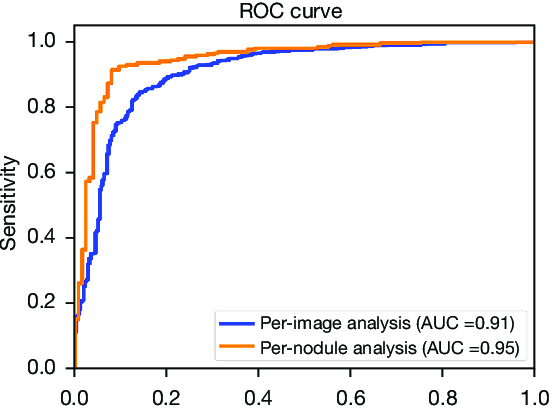 ROC curve
1.0
0.8
0.6
0.4
0.2
0.0
Sensitivity
Per-image analysis (AUC =0.91)
Per-nodule analysis (AUC =0.95)
0.0 0.2 0.4 0.6 0.8 1.0